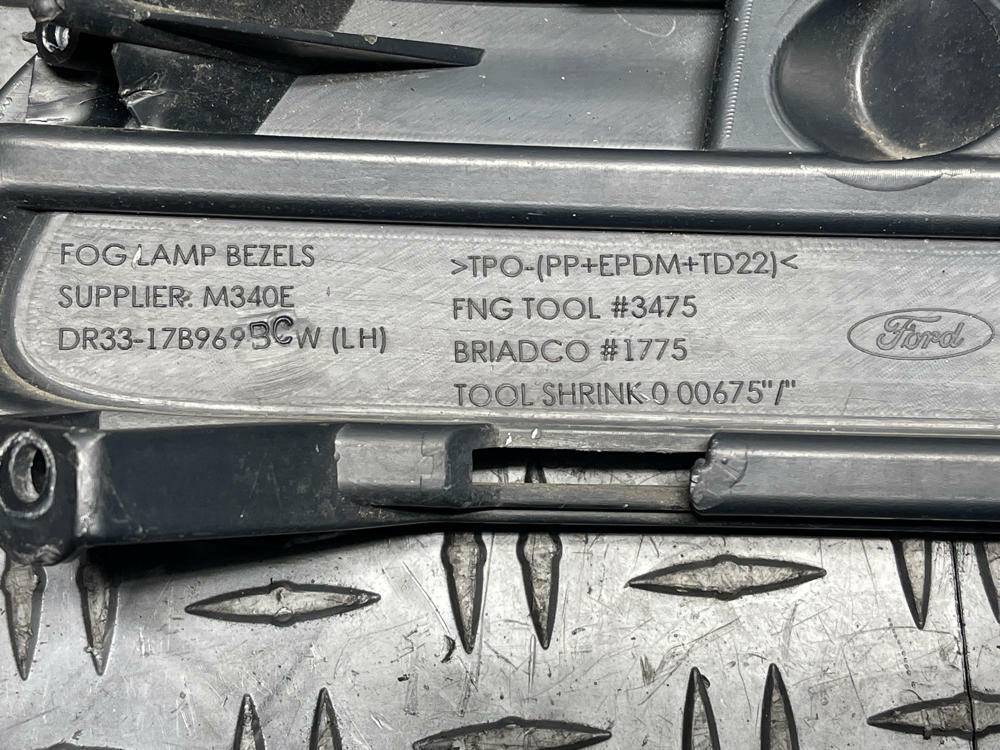 FOG LAMP BEZELS
SUPPLIER: M340E
DR33-17B969BCW (LH)
>TPO-(PP+EPDM+TD22)<
FNG TOOL #3475
BRIADCO #1775
TOOL SHRINK 0 00675"/"
Ford